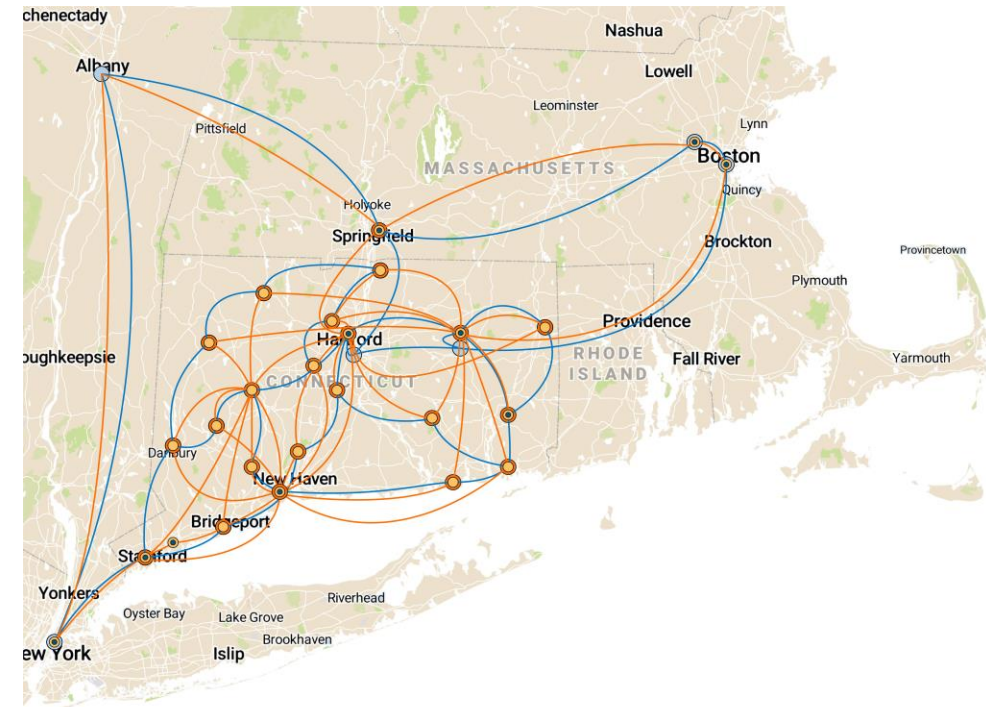 chenectady
Nashua
Albany
Lowell
Leominster
Lynn
Pittsfield
Boston
MASSACHUSETTS
Quincy
Holyoke
Springfield
Brockton
Provincetown
Plymouth
Providence
Hartford
oughkeepsie
RHODE
ISLAND
Fall River
Yarmouth
CONNECTICUT
Danbury
New Haven
Bridgeport
Stamford
Yonkers
Riverhead
Oyster Bay
Lake Grove
Brookhaven
ew York
Islip